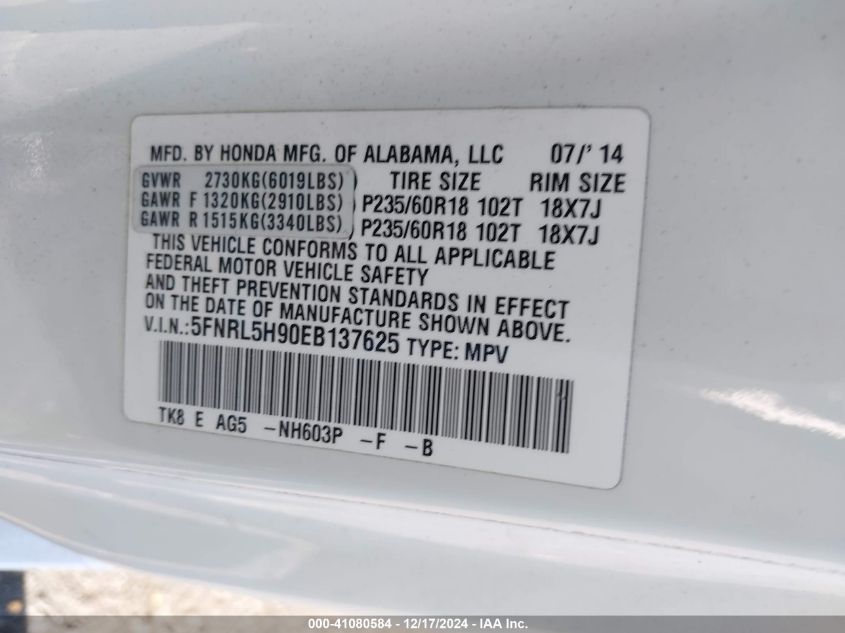 MFD. BY HONDA MFG. OF ALABAMA, LLC 07/' 14
GVWR 2730KG(6019LBS) TIRE SIZE RIM SIZE
GAWR F 1320KG(2910LBS) P235/60R18 102T 18X7J
GAWR R 1515KG(3340LBS) P235/60R18 102T 18X7J
THIS VEHICLE CONFORMS TO ALL APPLICABLE
FEDERAL MOTOR VEHICLE SAFETY
AND THEFT PREVENTION STANDARDS IN EFFECT
ON THE DATE OF MANUFACTURE SHOWN ABOVE.
V.I.N.:5FNRL5H90EB137625 TYPE: MPV
TK8 E AG5 -NH603P -F -B
000-41080584 - 12/17/2024 - IAA Inc.